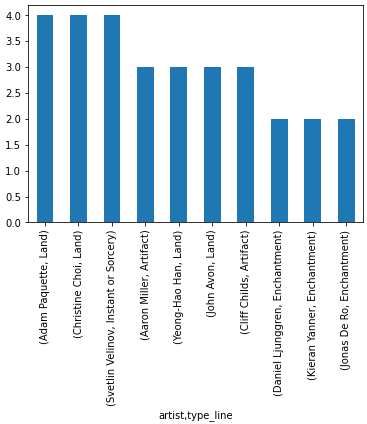 4.0
3.5
3.0
2.5
2.0
1.5
1.0
0.5
0.0
(Adam Paquette, Land)
(Christine Choi, Land)
(Svetlin Velinov, Instant or Sorcery)
(Aaron Miller, Artifact)
(Yeong-Hao Han, Land)
(John Avon, Land)
(Cliff Childs, Artifact)
(Daniel Ljunggren, Enchantment)
(Kieran Yanner, Enchantment)
(Jonas De Ro, Enchantment)
artist,type_line